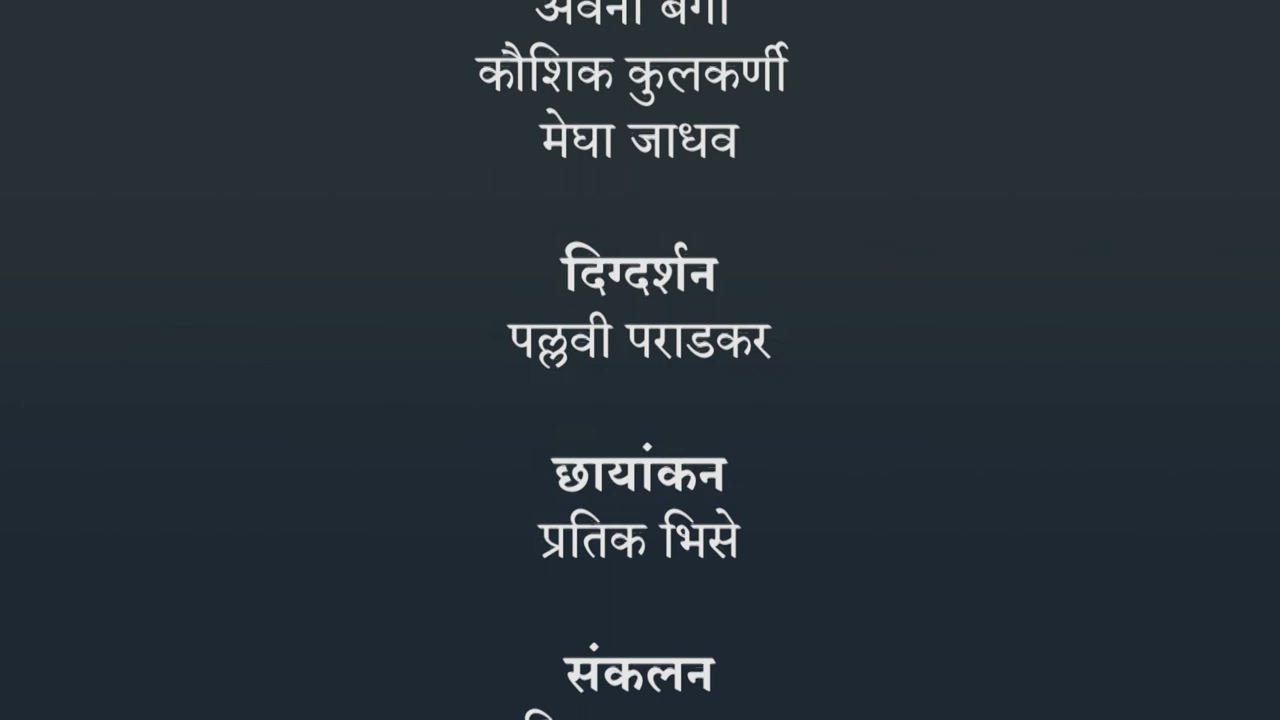 कौशिक कुलकर्णी
मेघा जाधव
दिग्दर्शन
पल्लवी पराडकर
छायांकन
प्रतिक भिसे
संकलन